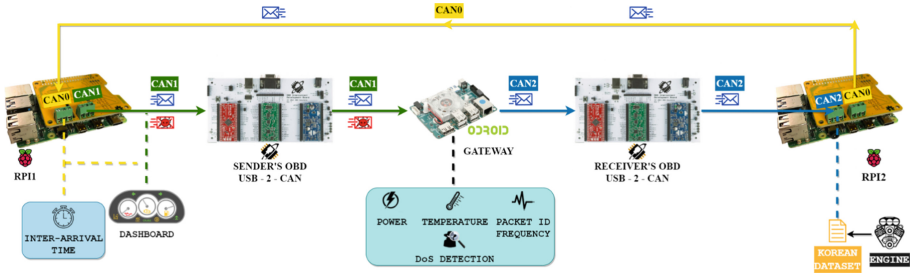 CAN0
CAN0
CAN1
CAN1
CAN1
CAN2
CAN2
CAN2
CAN0
RPI1
SENDER'S OBD
USB - 2 - CAN
ODROID
GATEWAY
RECEIVER'S OBD
USB - 2 - CAN
RPI2
INTER-ARRIVAL
TIME
DASHBOARD
POWER
TEMPERATURE
PACKET ID
FREQUENCY
DoS DETECTION
KOREAN
DATASET
ENGINE